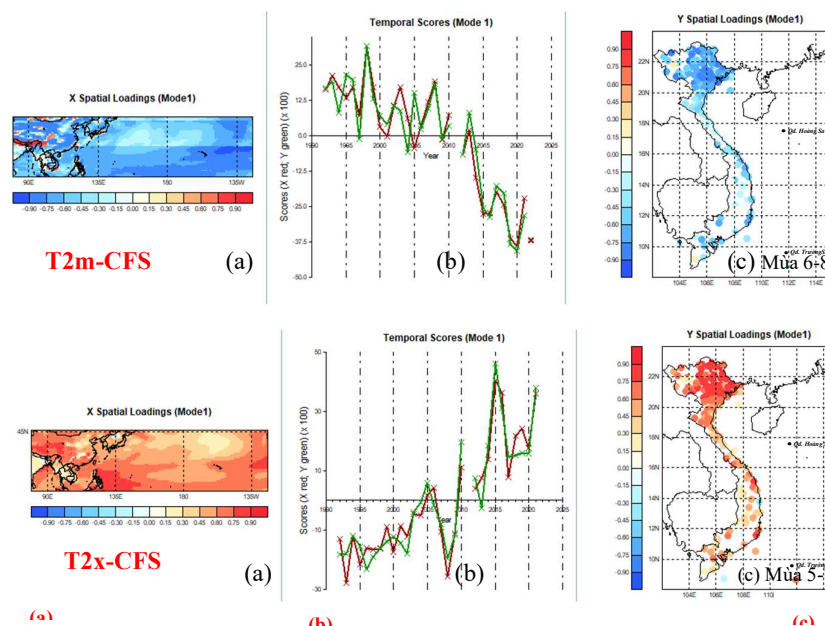 Temporal Scores (Mode 1)
Y Spatial Loadings (Mode1)
X Spatial Loadings (Mode1)
90E 135E 180 135W
-0.90 -0.75 -0.60 -0.45 -0.30 -0.15 0.00 0.15 0.30 0.45 0.60 0.75 0.90
T2m-CFS
(a)
Scores (X red; Y green) (x 100)
25.0
12.5
0.0
-12.5
-25.0
-37.5
-50.0
1990 1995 2000 2005 2010 2015 2020 2025
Year
(b)
0.90
0.75
0.60
0.45
0.30
0.15
0.00
-0.15
-0.30
-0.45
-0.60
-0.75
-0.90
22N
20N
18N
16N
14N
12N
10N
104E 106E 108E 110E 112E 114E
Qd. Hoàng Sa
Qd. Trường
(c) Mùa 6-8
Temporal Scores (Mode 1)
Y Spatial Loadings (Mode1)
X Spatial Loadings (Mode1)
45N
90E 135E 180 135W
-0.90 -0.75 -0.60 -0.45 -0.30 -0.15 0.00 0.15 0.30 0.45 0.60 0.75 0.90
T2x-CFS
(a)
Scores (X red; Y green) (x 100)
50
30
10
-10
-30
1990 1995 2000 2005 2010 2015 2020 2025
Year
(b)
0.90
0.75
0.60
0.45
0.30
0.15
0.00
-0.15
-0.30
-0.45
-0.60
-0.75
-0.90
22N
20N
18N
16N
14N
12N
10N
104E 106E 108E 110
Qd. Hoàng
Qd. Trường
(c) Mùa 5-
(a)
(b)
(c)